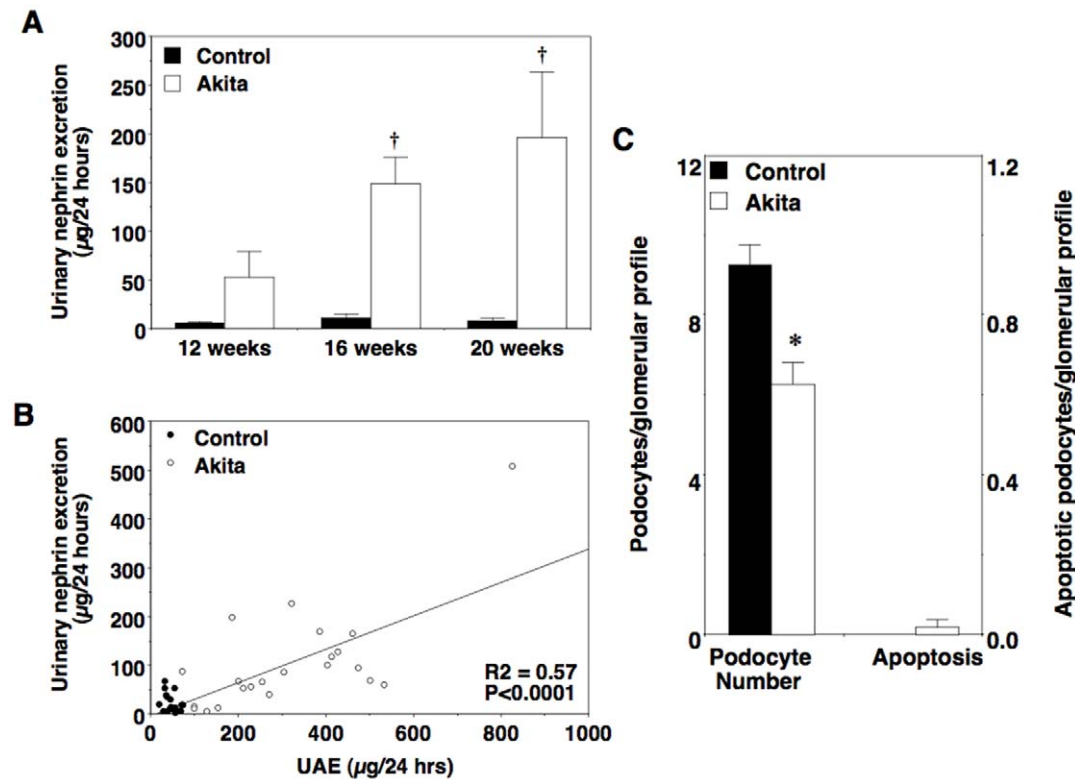 A
Urinary nephrin excretion
(µg/24 hours)
300
250
200
150
100
50
0
Control
Akita
†
†
12 weeks
16 weeks
20 weeks
B
Urinary nephrin excretion
(µg/24 hours)
600
500
400
300
200
100
0
Control
Akita
R2 = 0.57
P<0.0001
0
200
400
600
800
1000
UAE (µg/24 hrs)
C
Podocytes/glomerular profile
12
8
4
0
Control
Akita
*
Podocyte
Number
Apoptosis
1.2
0.8
0.4
0.0
Apoptotic podocytes/glomerular profile